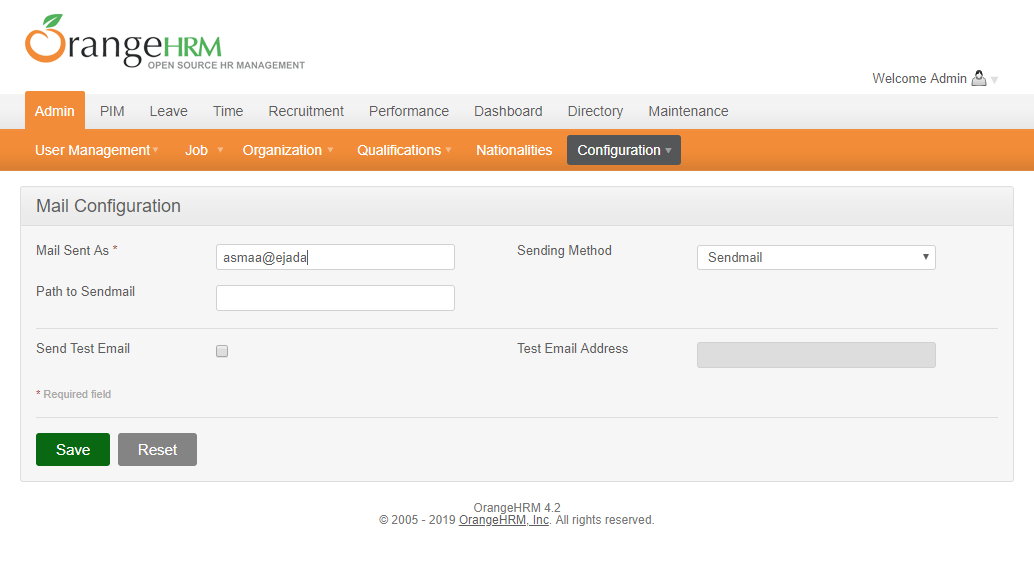 OrangeHRM
OPEN SOURCE HR MANAGEMENT
Welcome Admin
Admin PIM Leave Time Recruitment Performance Dashboard Directory Maintenance
User Management Job Organization Qualifications Nationalities Configuration
Mail Configuration
Mail Sent As * asmaa@ejada Sending Method Sendmail
Path to Sendmail
Send Test Email Test Email Address
* Required field
Save Reset
OrangeHRM 4.2
© 2005 - 2019 OrangeHRM, Inc. All rights reserved.